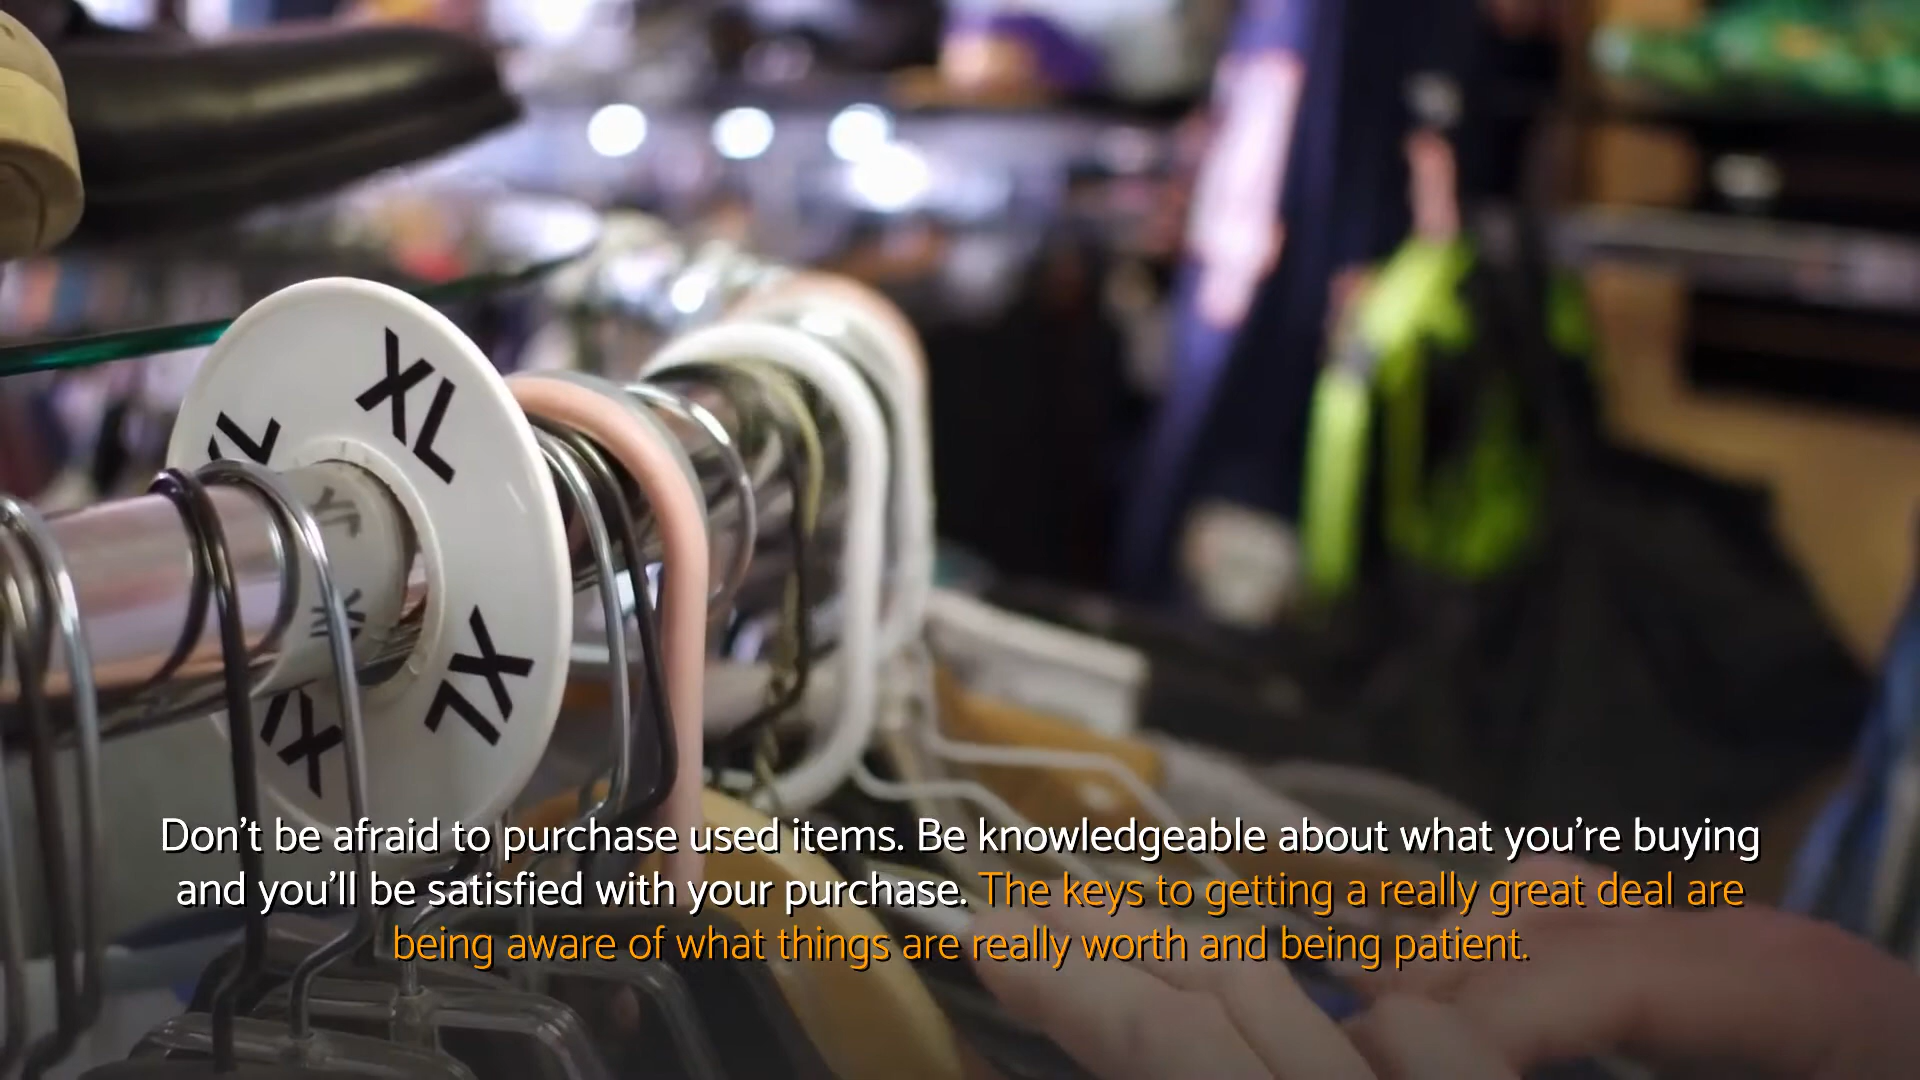 XL
XL
XL
XL
Don't be afraid to purchase used items. Be knowledgeable about what you're buying
and you'll be satisfied with your purchase. The keys to getting a really great deal are
being aware of what things are really worth and being patient.